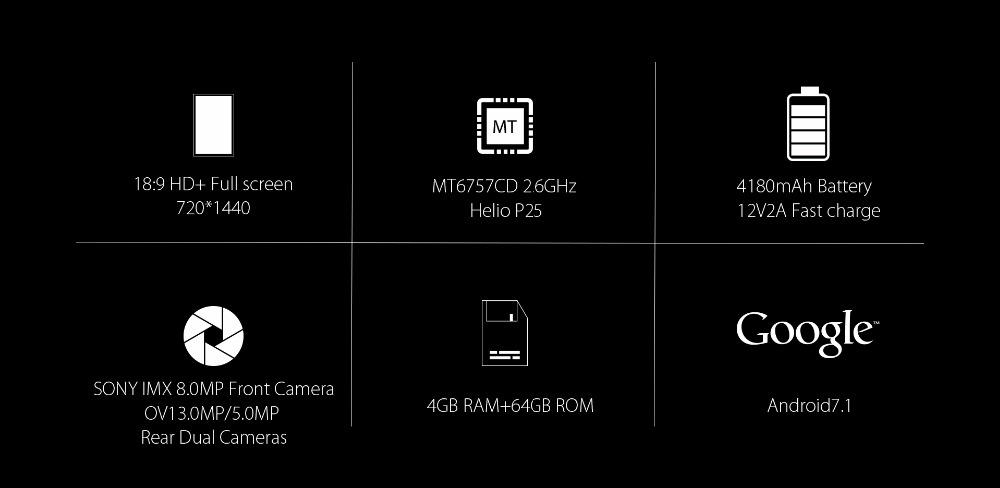 18:9 HD+ Full screen
720*1440
MT
MT6757CD 2.6GHz
Helio P25
4180mAh Battery
12V2A Fast charge
SONY IMX 8.0MP Front Camera
OV13.0MP/5.0MP
Rear Dual Cameras
4GB RAM+64GB ROM
Google™
Android7.1